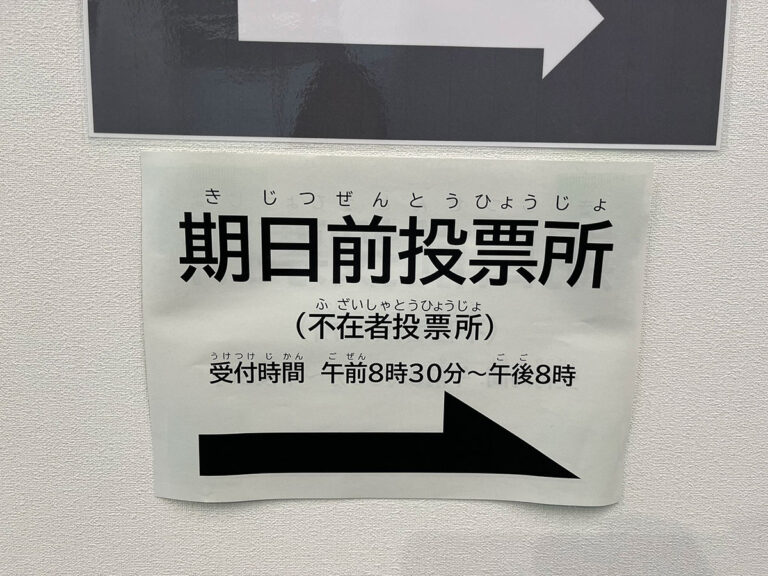 きじつぜんとうひょうじょ
期日前投票所
ふざいしゃとうひょうじょ
（不在者投票所）
うけつけじかん ごぜん ごご
受付時間 午前8時30分～午後8時